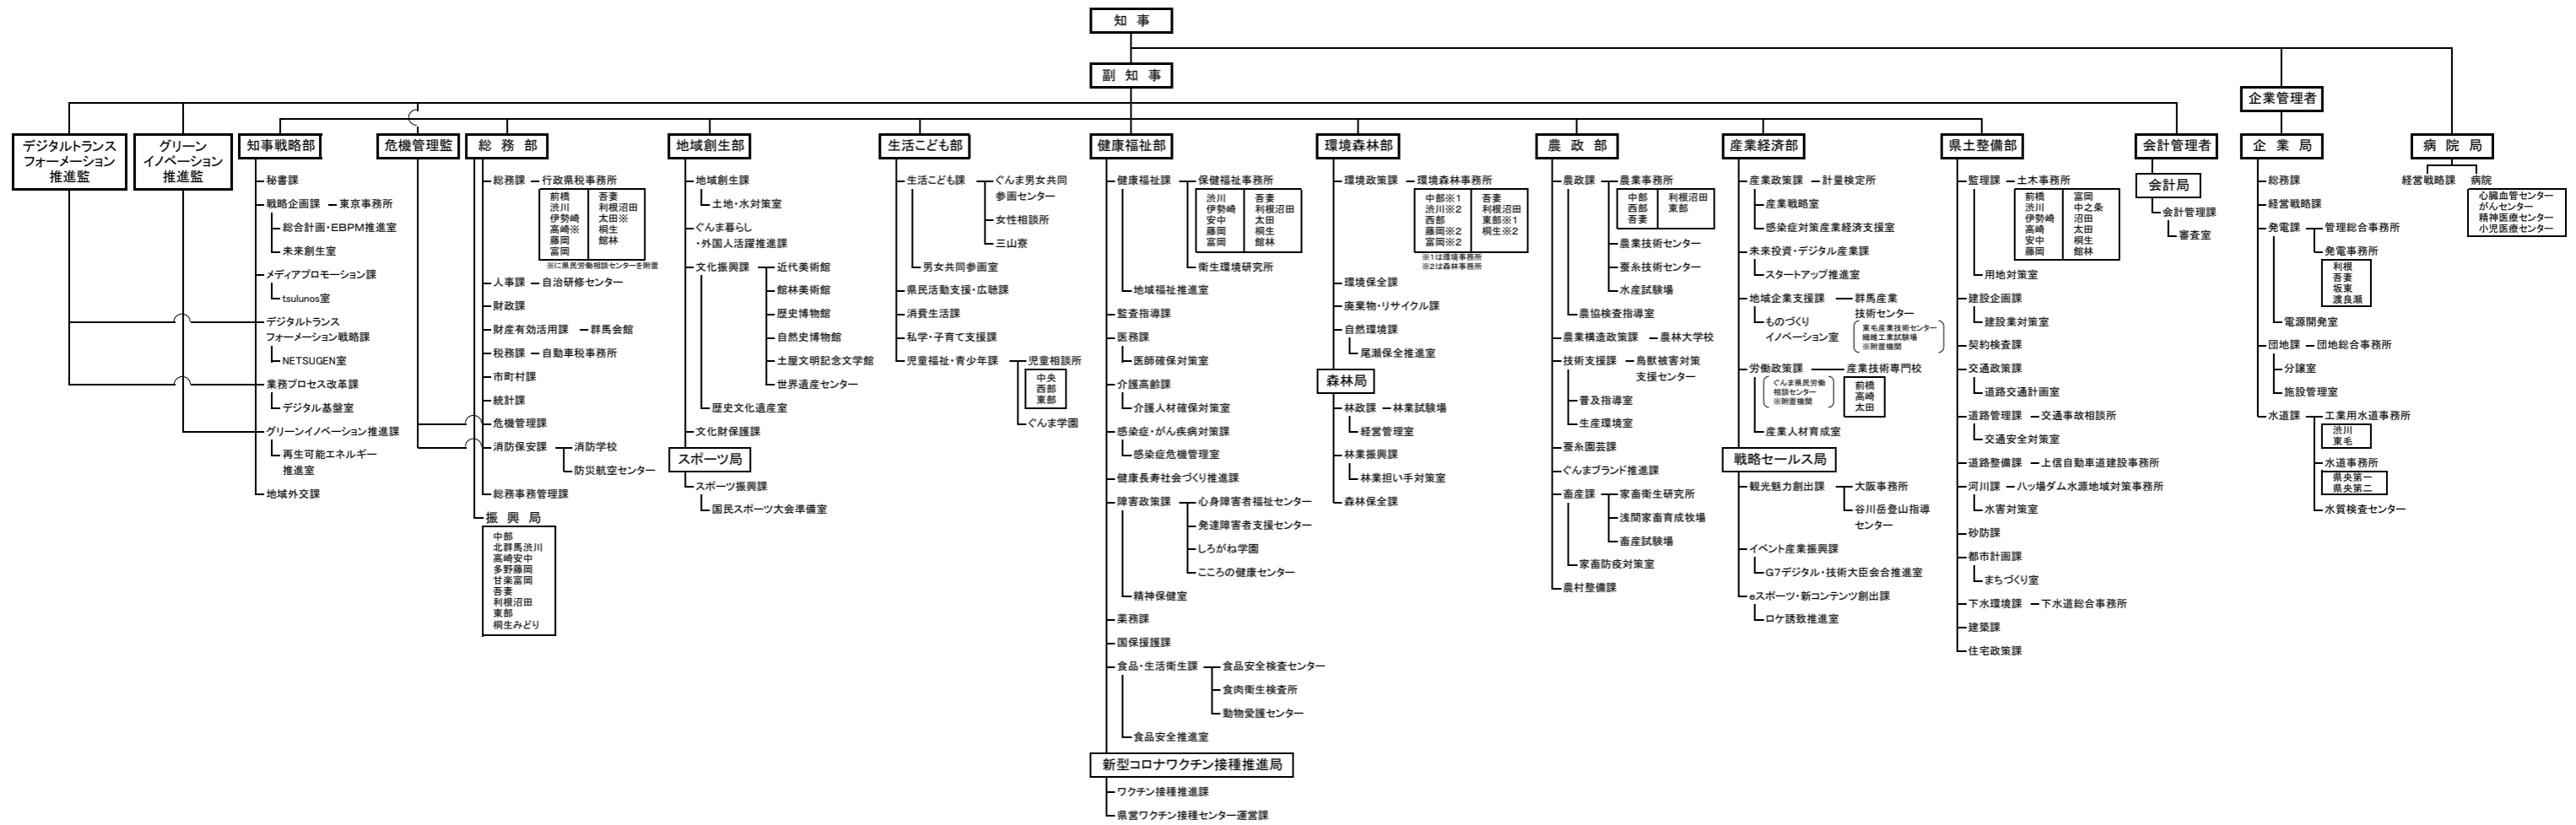 知 事
副 知 事
企業管理者
デジタルトランス
フォーメーション
推進監
グリーン
イノベーション
推進監
知事戦略部
秘書課
戦略企画課
東京事務所
総合計画・EBPM推進室
未来創生室
メディアプロモーション課
tsulunos室
デジタルトランス
フォーメーション戦略課
NETSUGEN室
業務プロセス改革課
デジタル基盤室
グリーンイノベーション推進課
再生可能エネルギー
推進室
地域外交課
危機管理監
総 務 部
総務課
行政県税事務所
前橋
渋川
伊勢崎
高崎※
藤岡
富岡
吾妻
利根沼田
太田※
桐生
館林
※に県民労働相談センターを附置
人事課
自治研修センター
財政課
財産有効活用課
群馬会館
税務課
自動車税事務所
市町村課
統計課
危機管理課
消防保安課
消防学校
防災航空センター
総務事務管理課
振 興 局
中部
北群馬渋川
高崎安中
多野藤岡
甘楽富岡
吾妻
利根沼田
東部
桐生みどり
地域創生部
地域創生課
土地・水対策室
ぐんま暮らし
・外国人活躍推進課
文化振興課
近代美術館
館林美術館
歴史博物館
自然史博物館
土屋文明記念文学館
世界遺産センター
歴史文化遺産室
文化財保護課
スポーツ局
スポーツ振興課
国民スポーツ大会準備室
生活こども部
生活こども課
ぐんま男女共同
参画センター
女性相談所
三山寮
男女共同参画室
県民活動支援・広聴課
消費生活課
私学・子育て支援課
児童福祉・青少年課
児童相談所
中央
西部
東部
ぐんま学園
健康福祉部
健康福祉課
保健福祉事務所
渋川
伊勢崎
安中
藤岡
富岡
吾妻
利根沼田
太田
桐生
館林
衛生環境研究所
地域福祉推進室
監査指導課
医務課
医師確保対策室
介護高齢課
介護人材確保対策室
感染症・がん疾病対策課
感染症危機管理室
健康長寿社会づくり推進課
障害政策課
心身障害者福祉センター
発達障害者支援センター
しろがね学園
こころの健康センター
精神保健室
薬務課
国保援護課
食品・生活衛生課
食品安全検査センター
食肉衛生検査所
動物愛護センター
食品安全推進室
新型コロナワクチン接種推進局
ワクチン接種推進課
県営ワクチン接種センター運営課
環境森林部
環境政策課
環境森林事務所
中部※1
渋川※2
西部
藤岡※2
富岡※2
吾妻
利根沼田
東部※1
桐生※2
※1は環境事務所
※2は森林事務所
環境保全課
廃棄物・リサイクル課
自然環境課
尾瀬保全推進室
森林局
林政課
林業試験場
経営管理室
林業振興課
林業担い手対策室
森林保全課
農 政 部
農政課
農業事務所
中部
西部
吾妻
利根沼田
東部
農業技術センター
蚕糸技術センター
水産試験場
農協検査指導室
農業構造政策課
農林大学校
技術支援課
鳥獣被害対策
支援センター
普及指導室
生産環境室
蚕糸園芸課
ぐんまブランド推進課
畜産課
家畜衛生研究所
浅間家畜育成牧場
畜産試験場
家畜防疫対策室
農村整備課
産業経済部
産業政策課
計量検定所
産業戦略室
感染症対策産業経済支援室
未来投資・デジタル産業課
スタートアップ推進室
地域企業支援課
群馬産業
技術センター
東毛産業技術センター
繊維工業試験場
※附置機関
ものづくり
イノベーション室
労働政策課
産業技術専門校
ぐんま県民労働
相談センター
※附置機関
前橋
高崎
太田
産業人材育成室
戦略セールス局
観光魅力創出課
大阪事務所
谷川岳登山指導
センター
イベント産業振興課
G7デジタル・技術大臣会合推進室
eスポーツ・新コンテンツ創出課
ロケ誘致推進室
県土整備部
監理課
土木事務所
前橋
渋川
伊勢崎
高崎
安中
藤岡
富岡
中之条
沼田
太田
桐生
館林
用地対策室
建設企画課
建設業対策室
契約検査課
交通政策課
道路交通計画室
道路管理課
交通事故相談所
交通安全対策室
道路整備課
上信自動車道建設事務所
河川課
八ッ場ダム水源地域対策事務所
水害対策室
砂防課
都市計画課
まちづくり室
下水環境課
下水道総合事務所
建築課
住宅政策課
会計管理者
会計局
会計管理課
審査室
企 業 局
総務課
経営戦略課
発電課
管理総合事務所
発電事務所
利根
吾妻
坂東
渡良瀬
電源開発室
団地課
団地総合事務所
分譲室
施設管理室
水道課
工業用水道事務所
渋川
東毛
水道事務所
県央第一
県央第二
水質検査センター
病 院 局
経営戦略課
病院
心臓血管センター
がんセンター
精神医療センター
小児医療センター